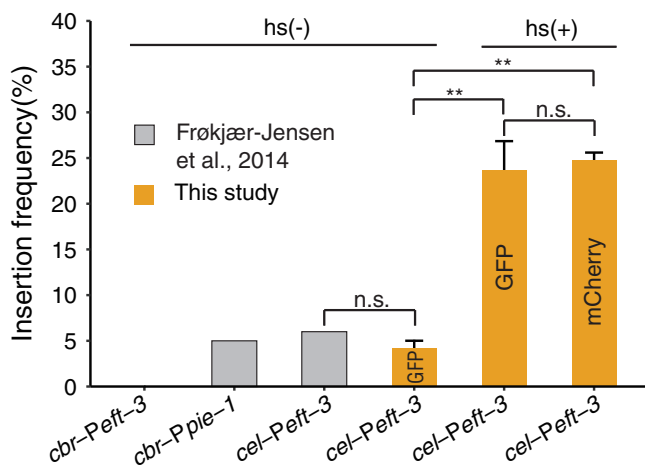 hs(-)
hs(+)
40
35
30
25
20
15
10
5
0
Insertion frequency(%)
Frøkjær-Jensen
et al., 2014
This study
n.s.
**
**
n.s.
GFP
GFP
mCherry
cbr–Peft–3
cbr–Ppie–1
cel–Peft–3
cel–Peft–3
cel–Peft–3
cel–Peft–3